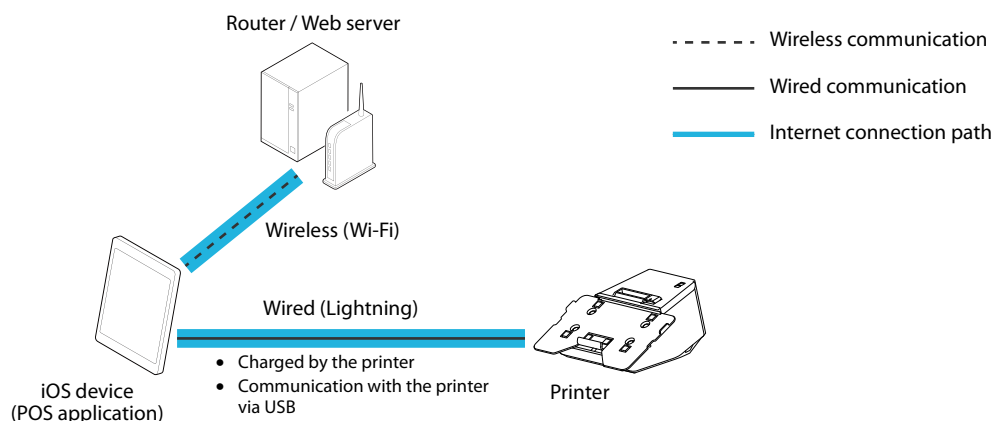 Router / Web server
Wireless communication
Wired communication
Internet connection path
Wireless (Wi-Fi)
Wired (Lightning)
• Charged by the printer
• Communication with the printer
via USB
iOS device
(POS application)
Printer